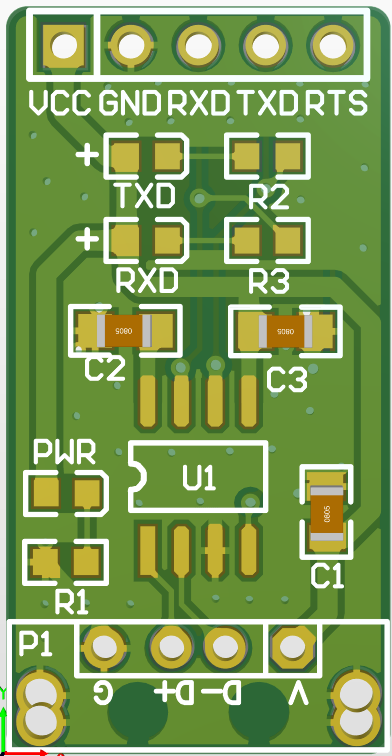 VCC GND RXD TXD RTS
+
TXD R2
+
RXD R3
0805 0805
C2 C3
PWR
U1
0805
R1 C1
P1
G D+ D- V
Y